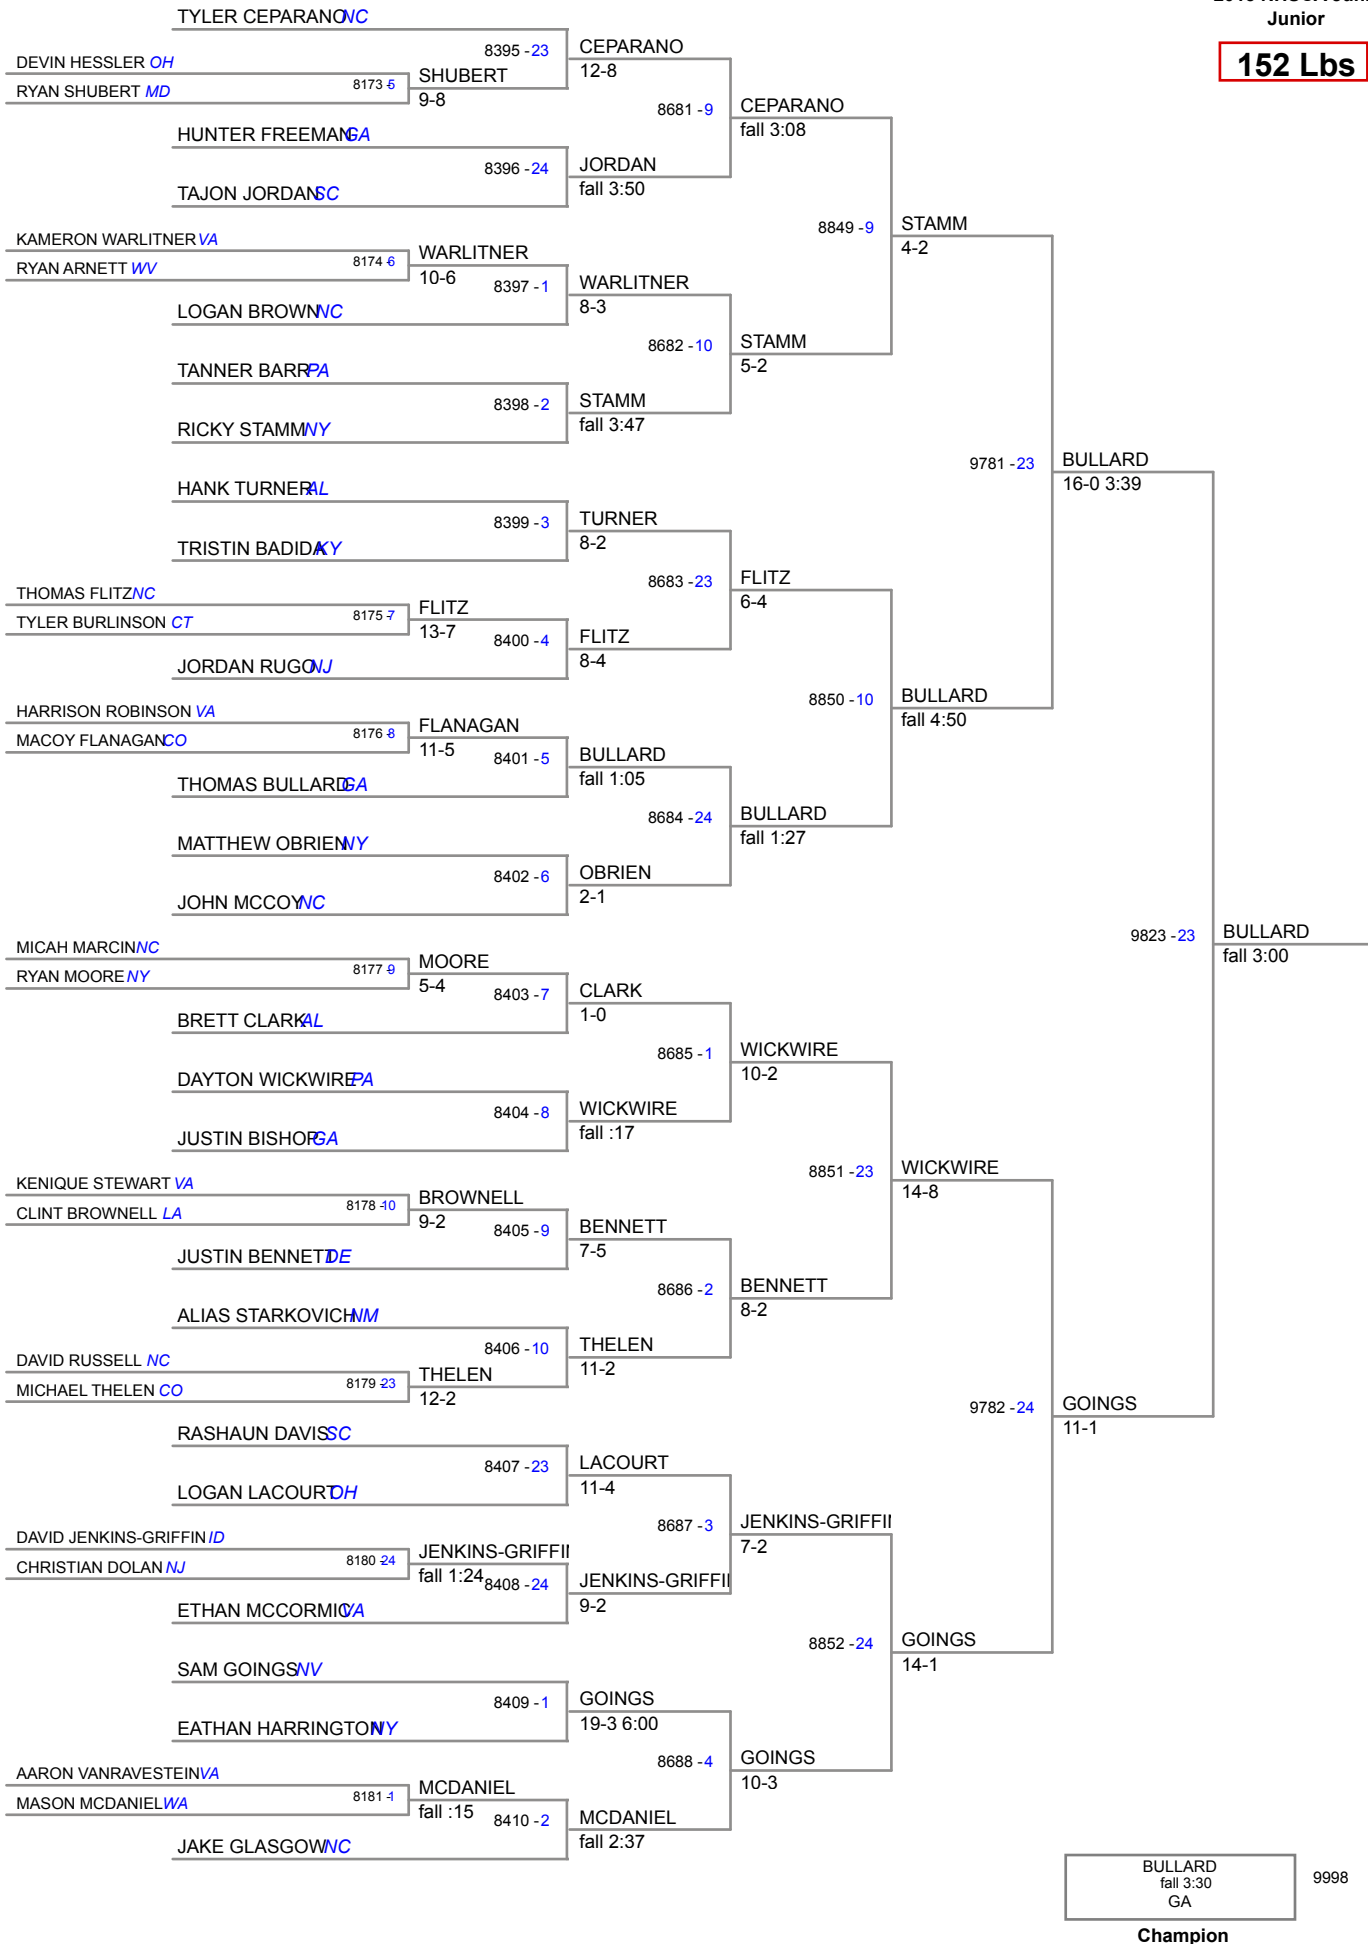 Junior
152 Lbs
TYLER CEPARANO NC
8395 - 23
CEPARANO
12-8
DEVIN HESSLER OH
RYAN SHUBERT MD
8173 - 5
SHUBERT
9-8
8681 - 9
CEPARANO
fall 3:08
HUNTER FREEMAN GA
8396 - 24
JORDAN
fall 3:50
TAJON JORDAN SC
8849 - 9
STAMM
4-2
KAMERON WARLITNER VA
RYAN ARNETT WV
8174 - 6
WARLITNER
10-6
8397 - 1
WARLITNER
8-3
LOGAN BROWN NC
8682 - 10
STAMM
5-2
TANNER BARR PA
8398 - 2
STAMM
fall 3:47
RICKY STAMM NY
9781 - 23
BULLARD
16-0 3:39
HANK TURNER AL
8399 - 3
TURNER
8-2
TRISTIN BADIDA KY
8683 - 23
FLITZ
6-4
THOMAS FLITZ NC
TYLER BURLINSON CT
8175 - 7
FLITZ
13-7
8400 - 4
FLITZ
8-4
JORDAN RUGO NJ
8850 - 10
BULLARD
fall 4:50
HARRISON ROBINSON VA
MACOY FLANAGAN CO
8176 - 8
FLANAGAN
11-5
8401 - 5
BULLARD
fall 1:05
THOMAS BULLARD GA
8684 - 24
BULLARD
fall 1:27
MATTHEW OBRIEN NY
8402 - 6
OBRIEN
2-1
JOHN MCCOY NC
9823 - 23
BULLARD
fall 3:00
MICAH MARCIN NC
RYAN MOORE NY
8177 - 9
MOORE
5-4
8403 - 7
CLARK
1-0
BRETT CLARK AL
8685 - 1
WICKWIRE
10-2
DAYTON WICKWIRE PA
8404 - 8
WICKWIRE
fall :17
JUSTIN BISHOP GA
8851 - 23
WICKWIRE
14-8
KENIQUE STEWART VA
CLINT BROWNELL LA
8178 - 10
BROWNELL
9-2
8405 - 9
BENNETT
7-5
JUSTIN BENNETT DE
8686 - 2
BENNETT
8-2
ALIAS STARKOVICH NM
8406 - 10
THELEN
11-2
DAVID RUSSELL NC
MICHAEL THELEN CO
8179 - 23
THELEN
12-2
9782 - 24
GOINGS
11-1
RASHAUN DAVIS SC
8407 - 23
LACOURT
11-4
LOGAN LACOURT OH
8687 - 3
JENKINS-GRIFFI
7-2
DAVID JENKINS-GRIFFIN ID
CHRISTIAN DOLAN NJ
8180 - 24
JENKINS-GRIFFI
fall 1:24
8408 - 24
JENKINS-GRIFFI
9-2
ETHAN MCCORMIC VA
8852 - 24
GOINGS
14-1
SAM GOINGS NV
8409 - 1
GOINGS
19-3 6:00
EATHAN HARRINGTON NY
8688 - 4
GOINGS
10-3
AARON VANRAVESTEIN VA
MASON MCDANIEL WA
8181 - 1
MCDANIEL
fall :15
8410 - 2
MCDANIEL
fall 2:37
JAKE GLASGOW NC
BULLARD
fall 3:30
GA
9998
Champion